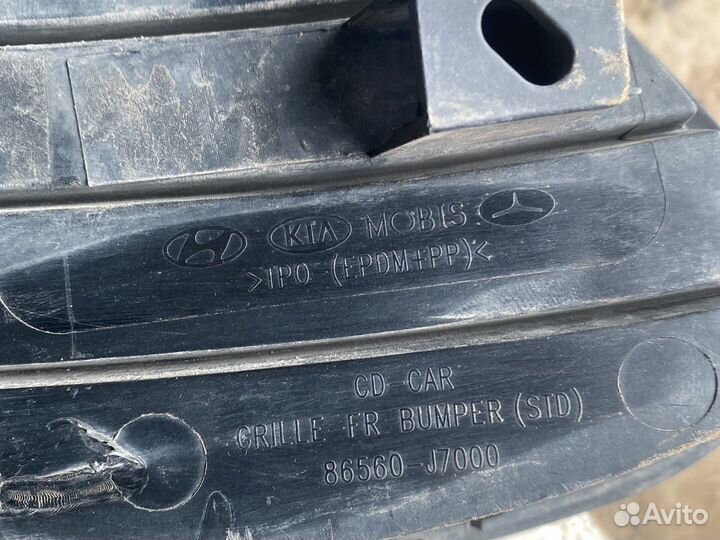 KIA MOBIS
>TPO (EPDM+PP)<
CD CAR
GRILLE FR BUMPER (STD)
86560-J7000
Avito